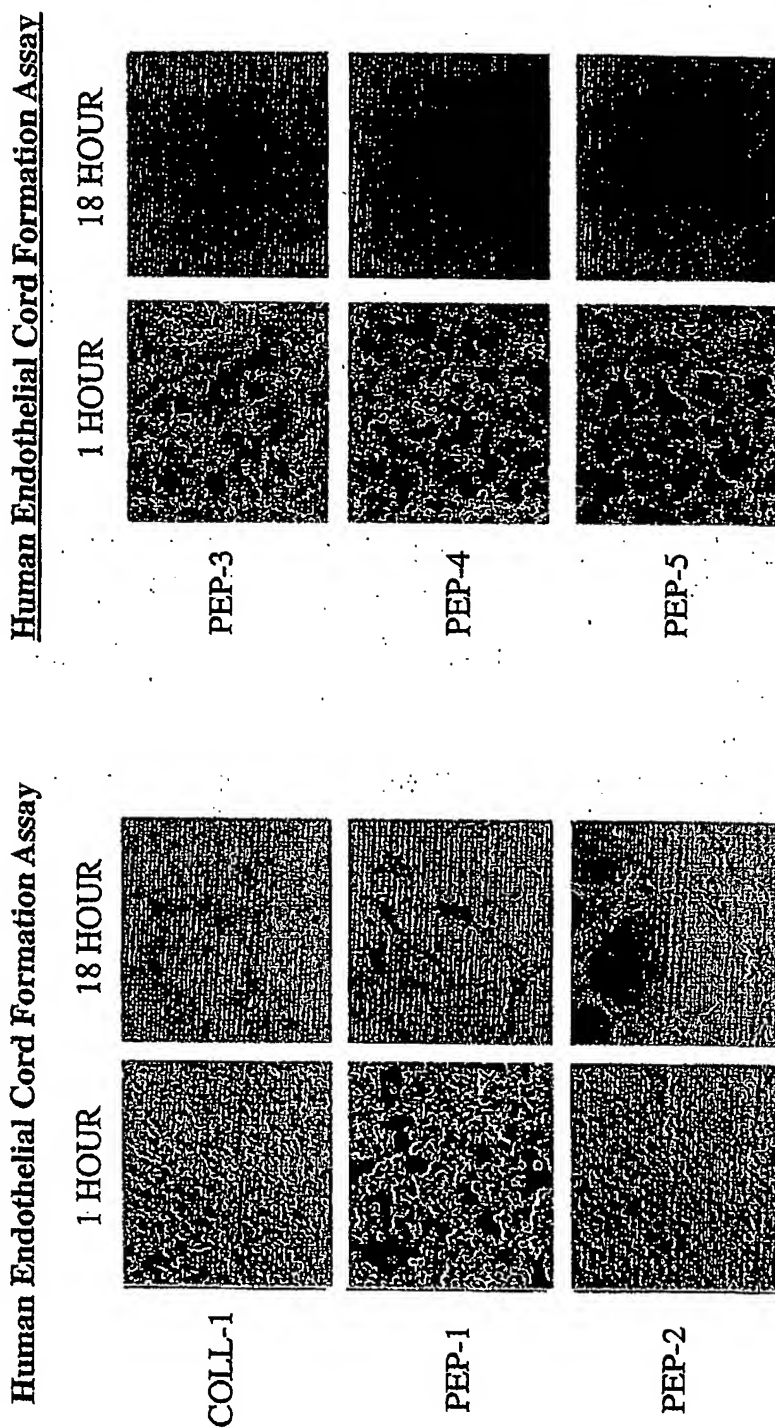 Human Endothelial Cord Formation Assay
1 HOUR 18 HOUR
COLL-1
PEP-1
PEP-2
Human Endothelial Cord Formation Assay
1 HOUR 18 HOUR
PEP-3
PEP-4
PEP-5